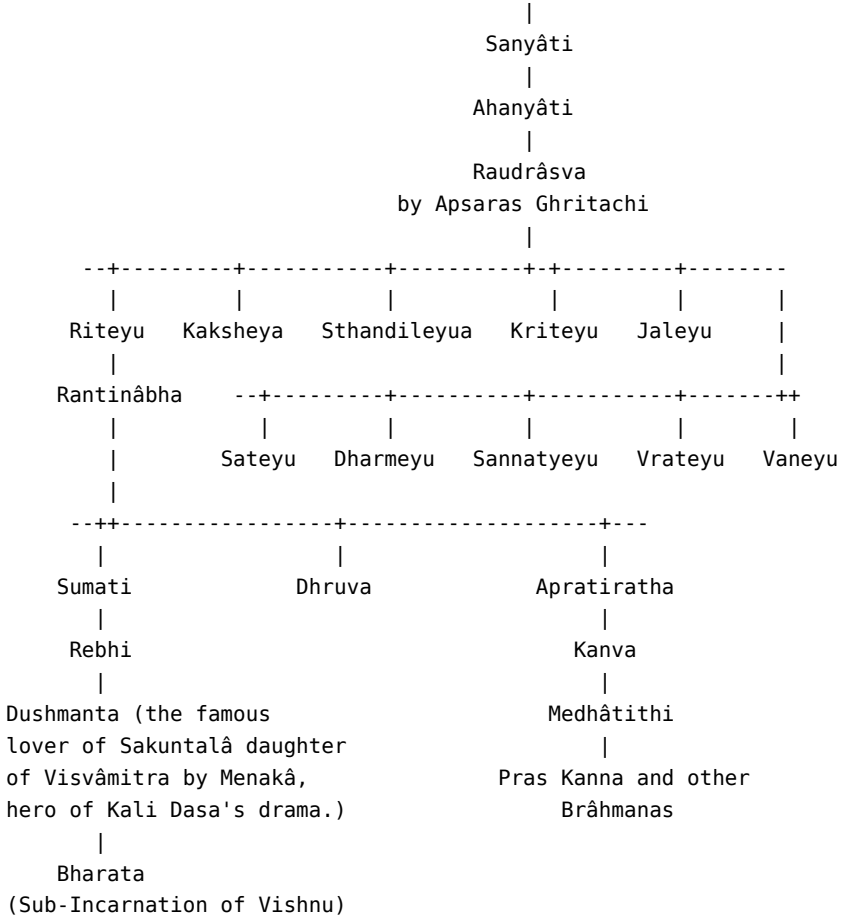 |
Sanyâti
|
Ahanyâti
|
Raudrâsva
by Apsaras Ghritachi
|
--+---------+-----------+----------+-+---------+--------
| | | | | |
Riteyu Kaksheya Sthandileyua Kriteyu Jaleyu |
| |
Rantinâbha --+---------+----------+-----------+-------++
| | | | | |
| Sateyu Dharmeyu Sannatyeyu Vrateyu Vaneyu
|
--++-----------------+--------------------+---
| | |
Sumati Dhruva Apratiratha
| |
Rebhi Kanva
| |
Dushmanta (the famous Medhâtithi
lover of Sakuntalâ daughter |
of Visvâmitra by Menakâ, Pras Kanna and other
hero of Kali Dasa's drama.) Brâhmanas
|
Bharata
(Sub-Incarnation of Vishnu)